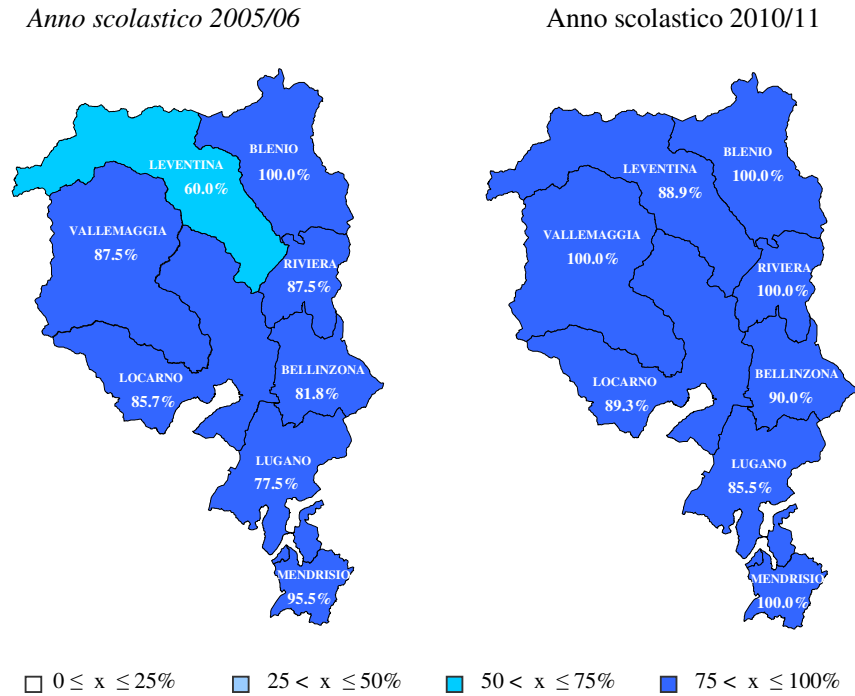 Anno scolastico 2005/06
Anno scolastico 2010/11
BLENIO
100.0%
LEVENTINA
60.0%
VALLEMAGGIA
87.5%
RIVIERA
87.5%
LOCARNO
85.7%
BELLINZONA
81.8%
LUGANO
77.5%
MENDRISIO
95.5%
BLENIO
100.0%
LEVENTINA
88.9%
VALLEMAGGIA
100.0%
RIVIERA
100.0%
LOCARNO
89.3%
BELLINZONA
90.0%
LUGANO
85.5%
MENDRISIO
100.0%
0 ≤ x ≤ 25%
25 < x ≤ 50%
50 < x ≤ 75%
75 < x ≤ 100%